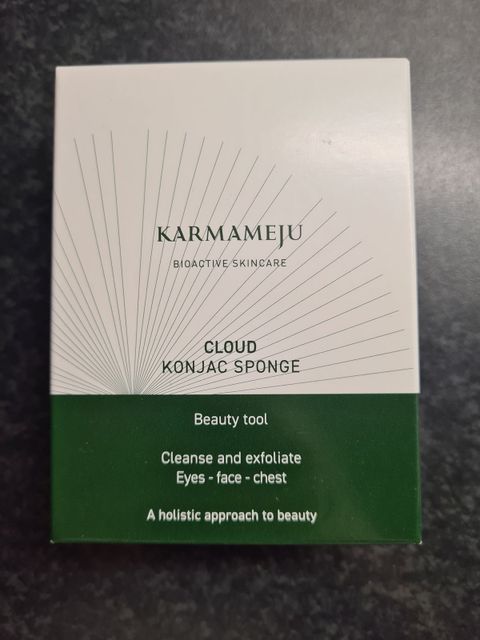 KARMAMEJU
BIOACTIVE SKINCARE
CLOUD
KONJAC SPONGE
Beauty tool
Cleanse and exfoliate
Eyes - face - chest
A holistic approach to beauty